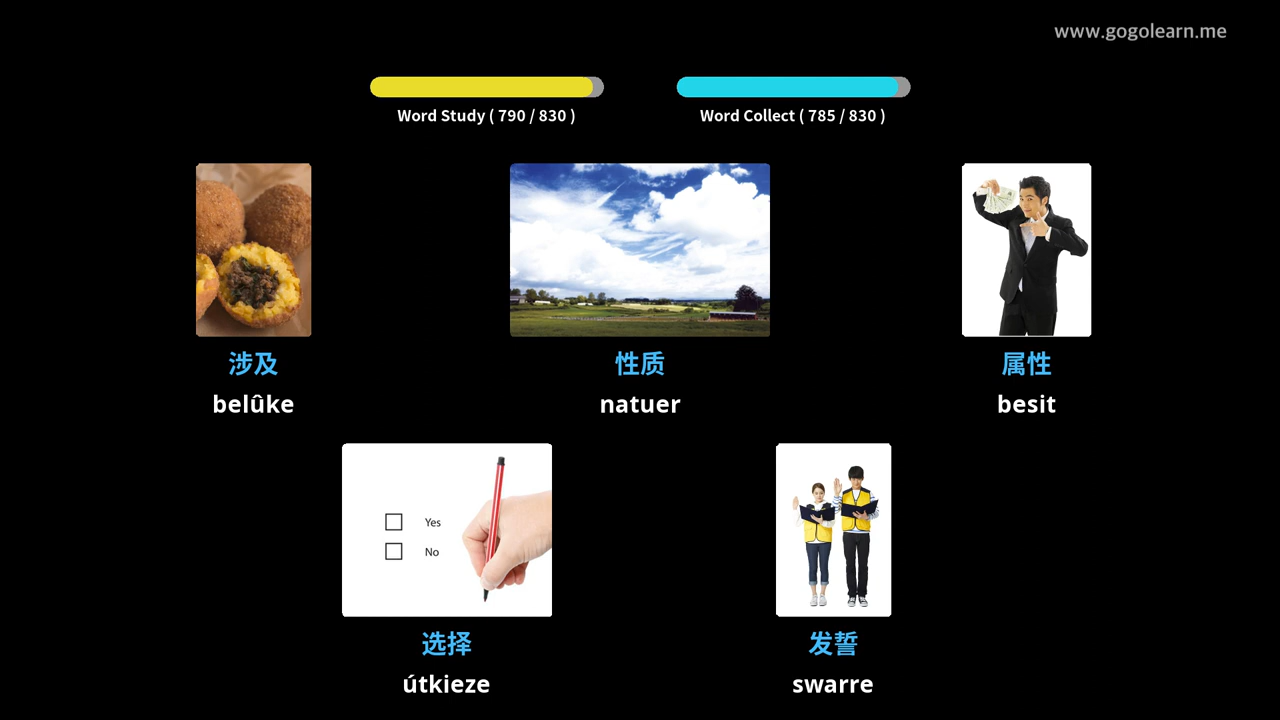 www.gogolearn.me
Word Study ( 790 / 830 )
Word Collect ( 785 / 830 )
涉及
belûke
性质
natuer
属性
besit
Yes
No
选择
útkieze
发誓
swarre